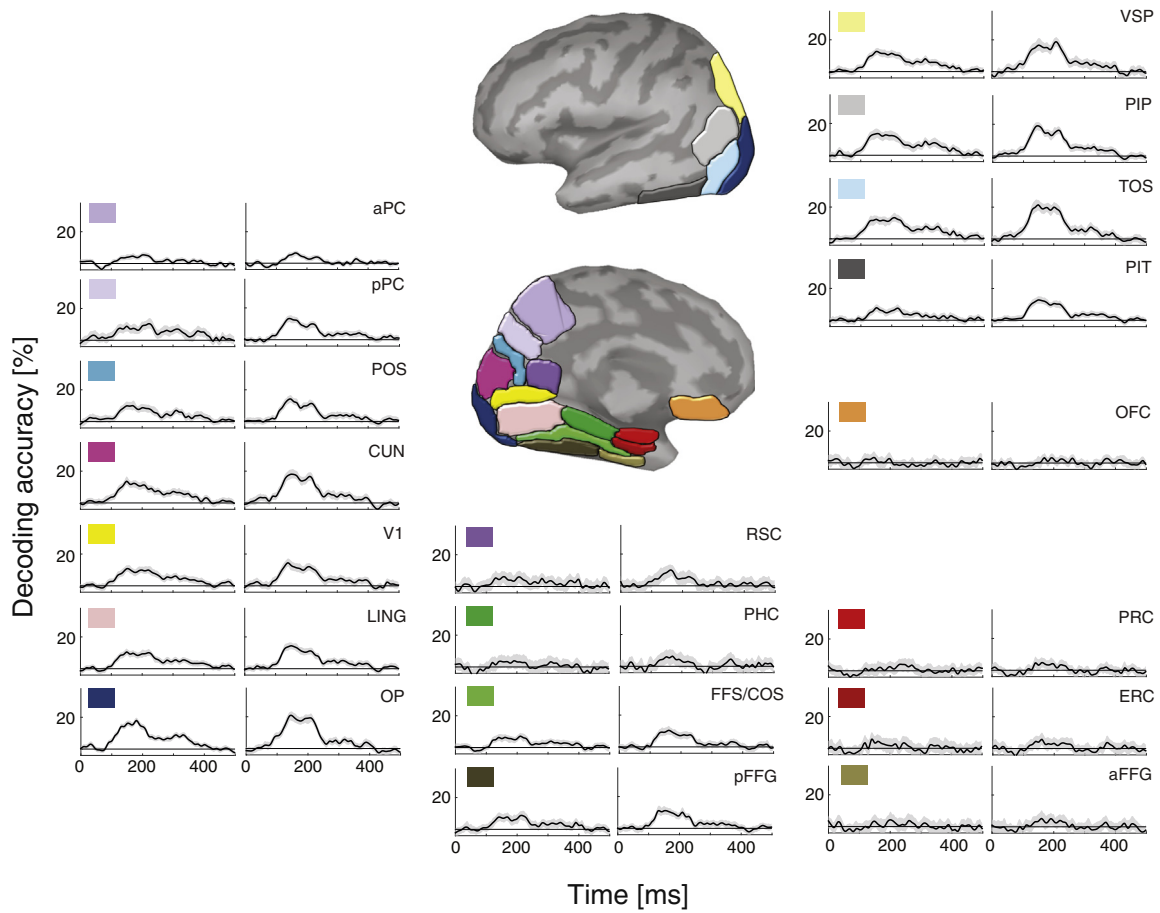 VSP
20
PIP
20
TOS
20
PIT
20
aPC
20
pPC
20
POS
20
CUN
20
V1
20
LING
20
OP
20
0 200 400 0 200 400
Decoding accuracy [%]
OFC
20
RSC
20
PHC
20
FFS/COS
20
pFFG
20
0 200 400 0 200 400
PRC
20
ERC
20
aFFG
20
0 200 400 0 200 400
Time [ms]